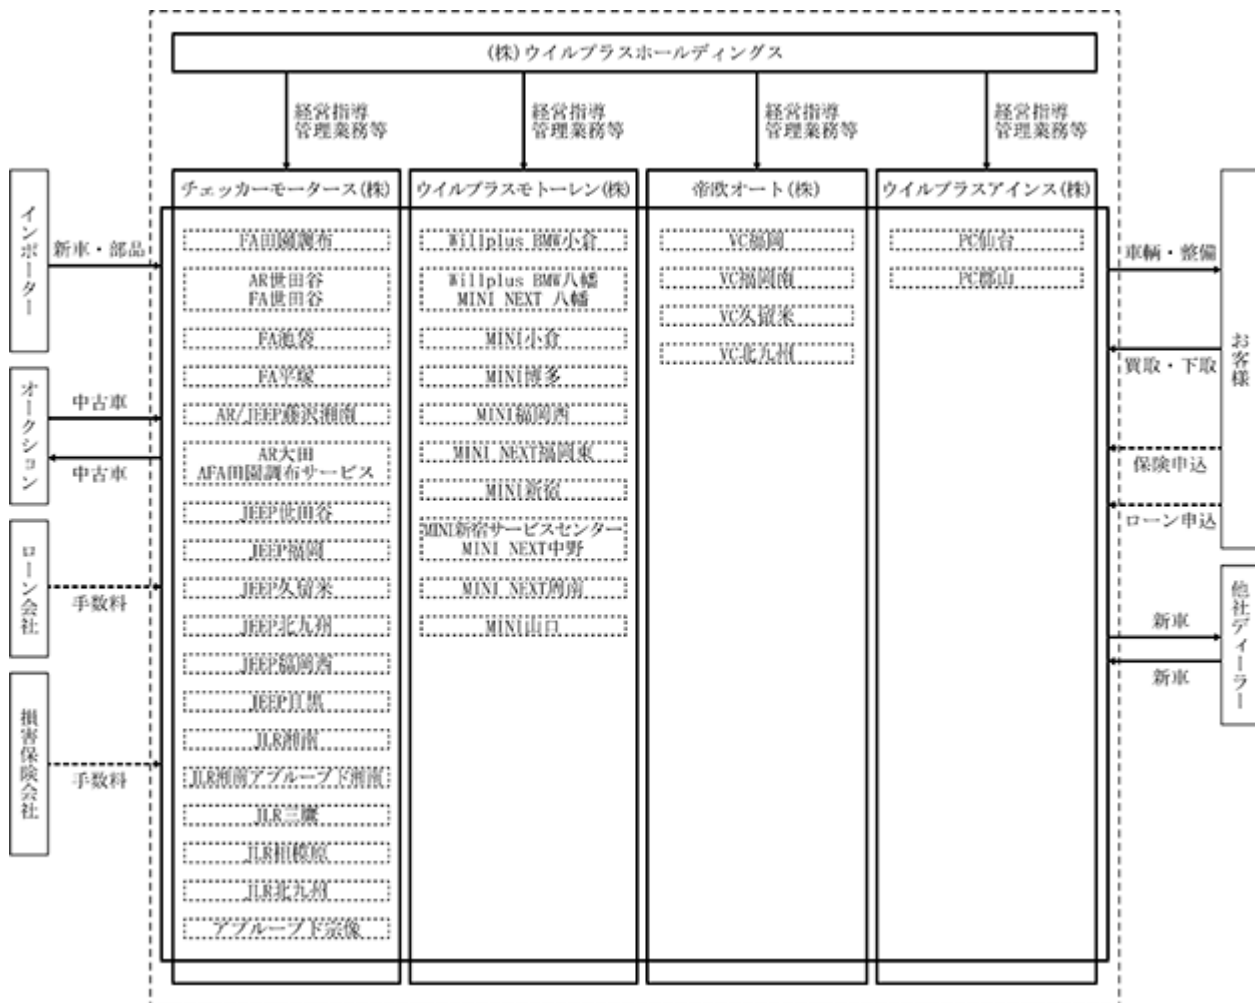 (株)ウイルプラスホールディングス
経営指導
管理業務等
経営指導
管理業務等
経営指導
管理業務等
経営指導
管理業務等
インポーター
新車・部品
オークション
中古車
中古車
ローン会社
手数料
損害保険会社
手数料
チェッカーモータース(株)
FA田園調布
AR世田谷
FA世田谷
FA池袋
FA平塚
AR/JEEP藤沢湘南
AR大田
AFA田園調布サービス
JEEP世田谷
JEEP福岡
JEEP久留米
JEEP北九州
JEEP福岡西
JEEP目黒
JLR湘南
JLR湘南アプルーブド湘南
JLR三鷹
JLR相模原
JLR北九州
アプルーブド宗像
ウイルプラスモトーレン(株)
Willplus BMW小倉
Willplus BMW八幡
MINI NEXT 八幡
MINI小倉
MINI博多
MINI福岡西
MINI NEXT福岡東
MINI新宿
MINI新宿サービスセンター
MINI NEXT中野
MINI NEXT周南
MINI山口
帝欧オート(株)
VC福岡
VC福岡南
VC久留米
VC北九州
ウイルプラスアインス(株)
PC仙台
PC郡山
車輌・整備
買取・下取
保険申込
ローン申込
お客様
新車
新車
他社ディーラー